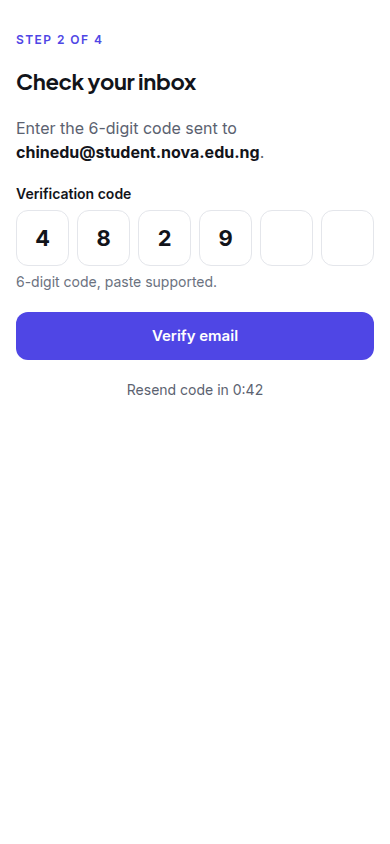 STEP 2 OF 4
Check your inbox
Enter the 6-digit code sent to
chinedu@student.nova.edu.ng.
Verification code
4 8 2 9
6-digit code, paste supported.
Verify email
Resend code in 0:42